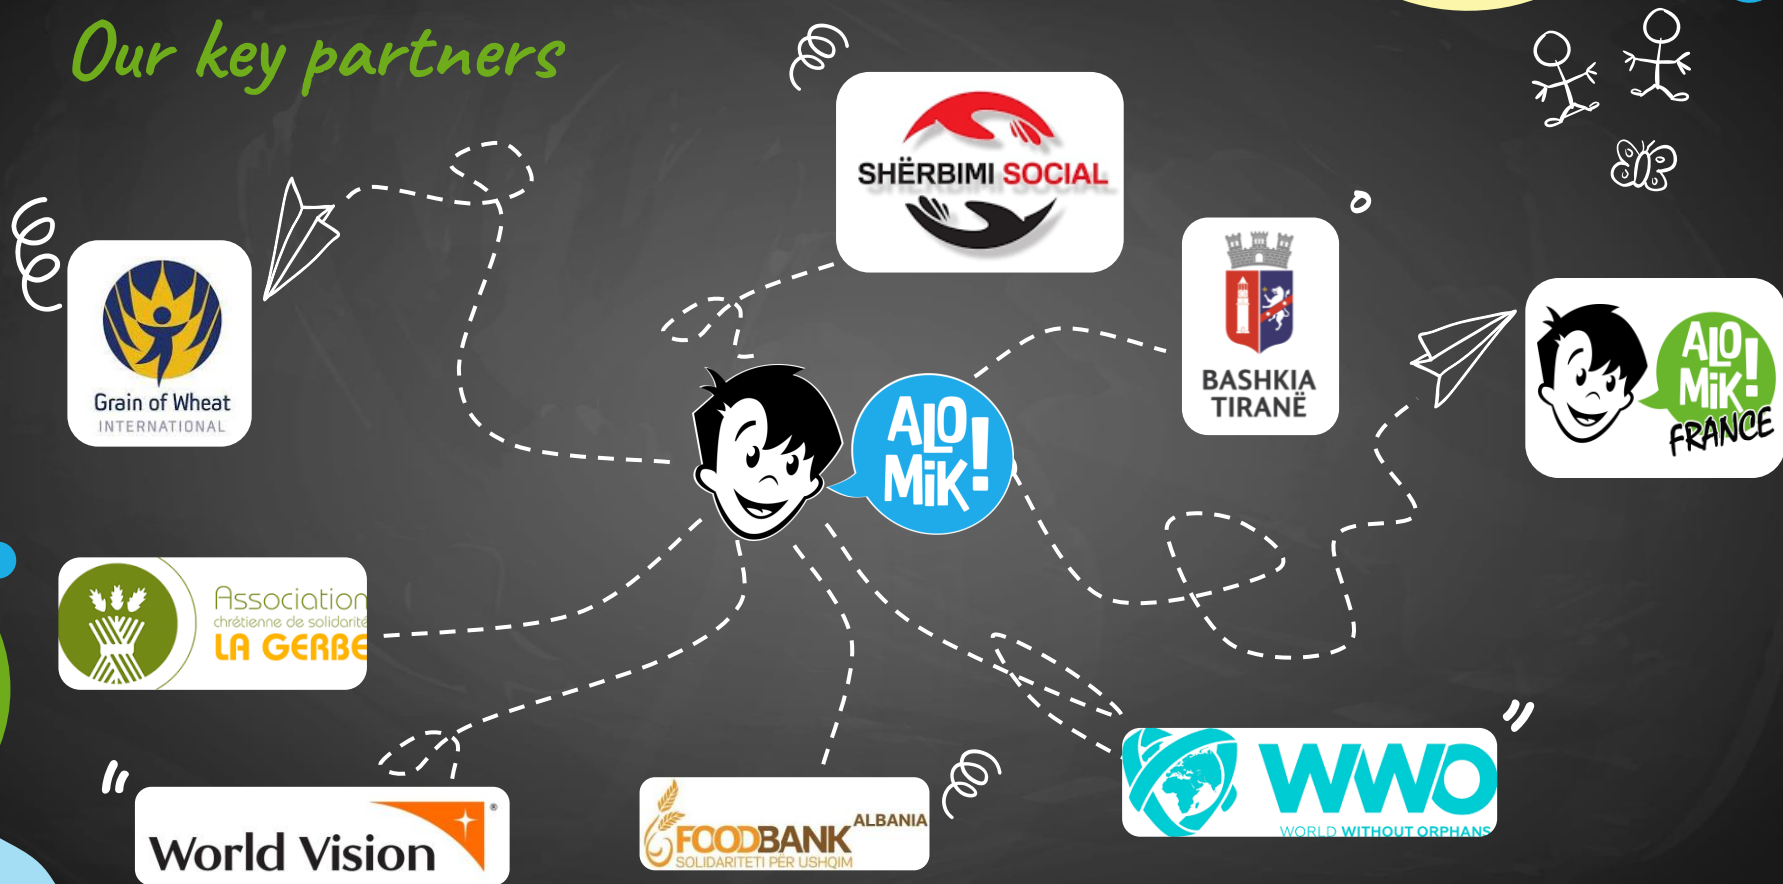 Our key partners
SHËRBIMI SOCIAL
Grain of Wheat
INTERNATIONAL
BASHKIA
TIRANË
ALO
MiK!
FRANCE
ALO
MiK!
Association
chrétienne de solidarité
LA GERBE
World Vision
®
FOODBANK ALBANIA
SOLIDARITETI PËR USHQIM
WWO
WORLD WITHOUT ORPHANS